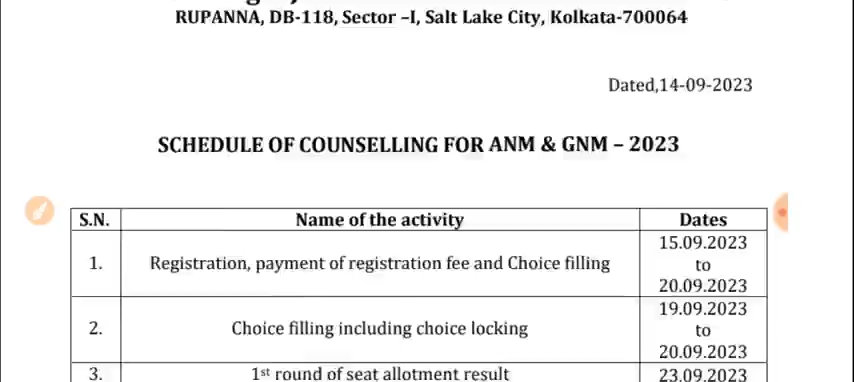 RUPANNA, DB-118, Sector –I, Salt Lake City, Kolkata-700064
Dated,14-09-2023
SCHEDULE OF COUNSELLING FOR ANM & GNM – 2023
S.N. Name of the activity Dates
1. Registration, payment of registration fee and Choice filling 15.09.2023 to 20.09.2023
2. Choice filling including choice locking 19.09.2023 to 20.09.2023
3. 1st round of seat allotment result 23.09.2023